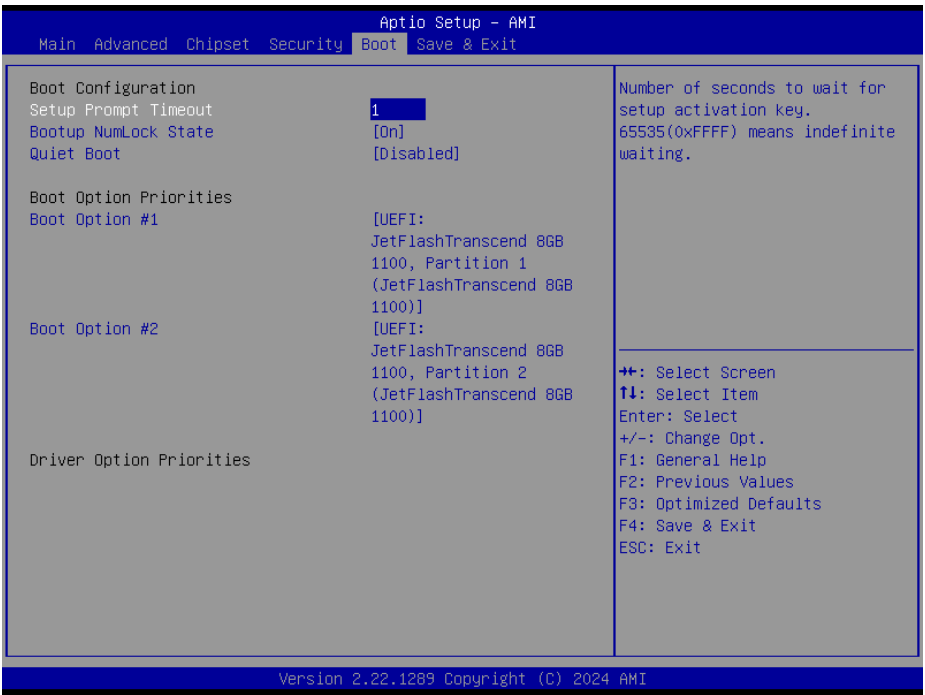 Aptio Setup - AMI
Main Advanced Chipset Security Boot Save & Exit
Boot Configuration
Setup Prompt Timeout 1
Bootup NumLock State [On]
Quiet Boot [Disabled]
Boot Option Priorities
Boot Option #1 [UEFI:
JetFlashTranscend 8GB
1100, Partition 1
(JetFlashTranscend 8GB
1100)]
Boot Option #2 [UEFI:
JetFlashTranscend 8GB
1100, Partition 2
(JetFlashTranscend 8GB
1100)]
Driver Option Priorities
Number of seconds to wait for
setup activation key.
65535(0xFFFF) means indefinite
waiting.
→←: Select Screen
↑↓: Select Item
Enter: Select
+/-: Change Opt.
F1: General Help
F2: Previous Values
F3: Optimized Defaults
F4: Save & Exit
ESC: Exit
Version 2.22.1289 Copyright (C) 2024 AMI